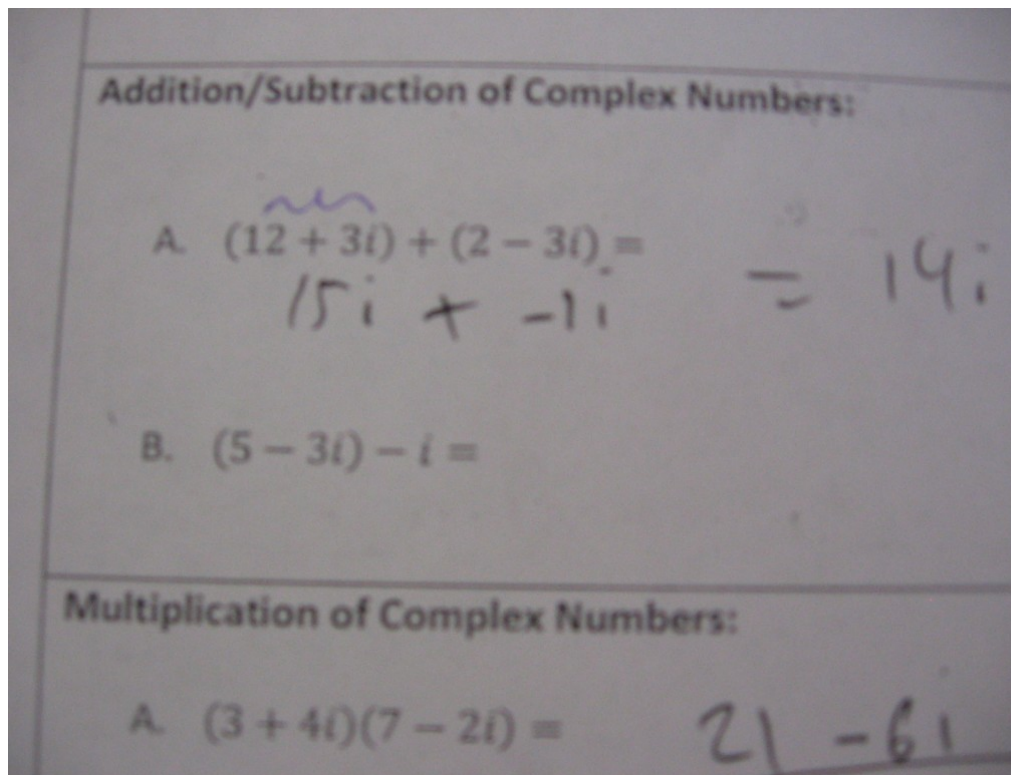 Addition/Subtraction of Complex Numbers:
A. (12 + 3i) + (2 − 3i) =
15i + -1i = 14i
B. (5 − 3i) − i =
Multiplication of Complex Numbers:
A. (3 + 4i)(7 − 2i) = 21 - 6i